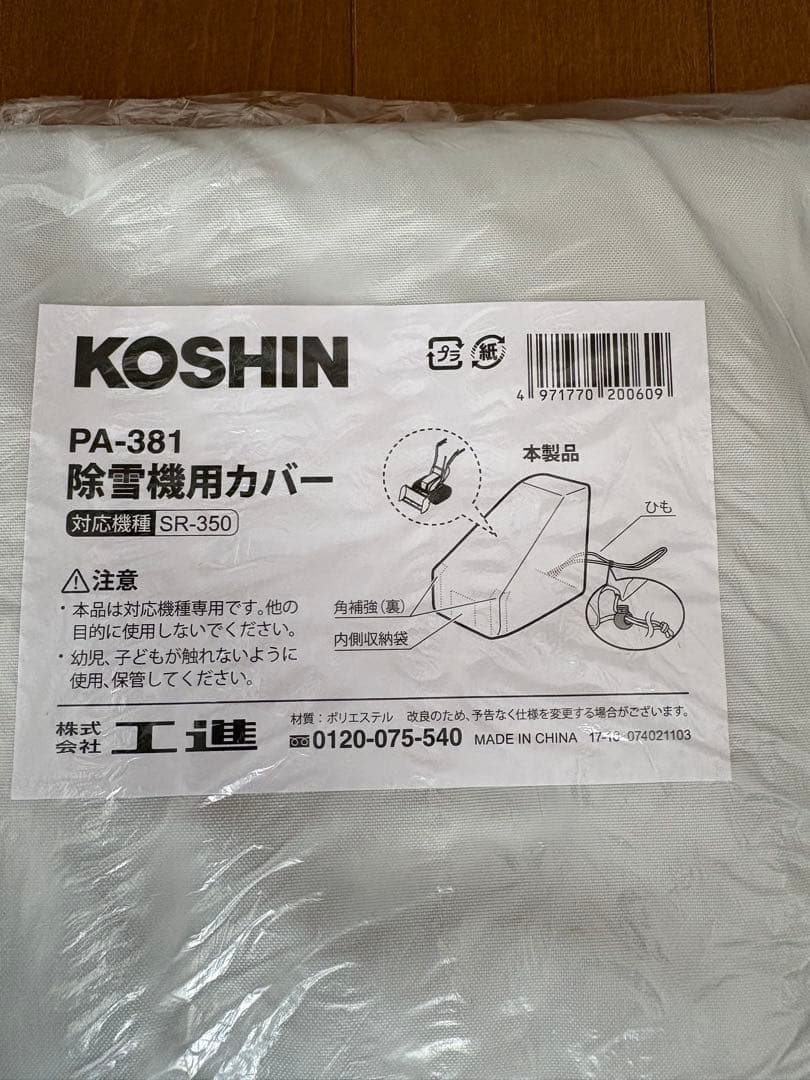 KOSHIN
プラ 紙
4 971770 200609
PA-381
除雪機用カバー
対応機種 SR-350
本製品
ひも
角補強(裏)
内側収納袋
注意
・本品は対応機種専用です。他の
目的に使用しないでください。
・幼児、子どもが触れないように
使用、保管してください。
株式
会社 工進
材質:ポリエステル 改良のため、予告なく仕様を変更する場合がございます。
0120-075-540 MADE IN CHINA 074021103